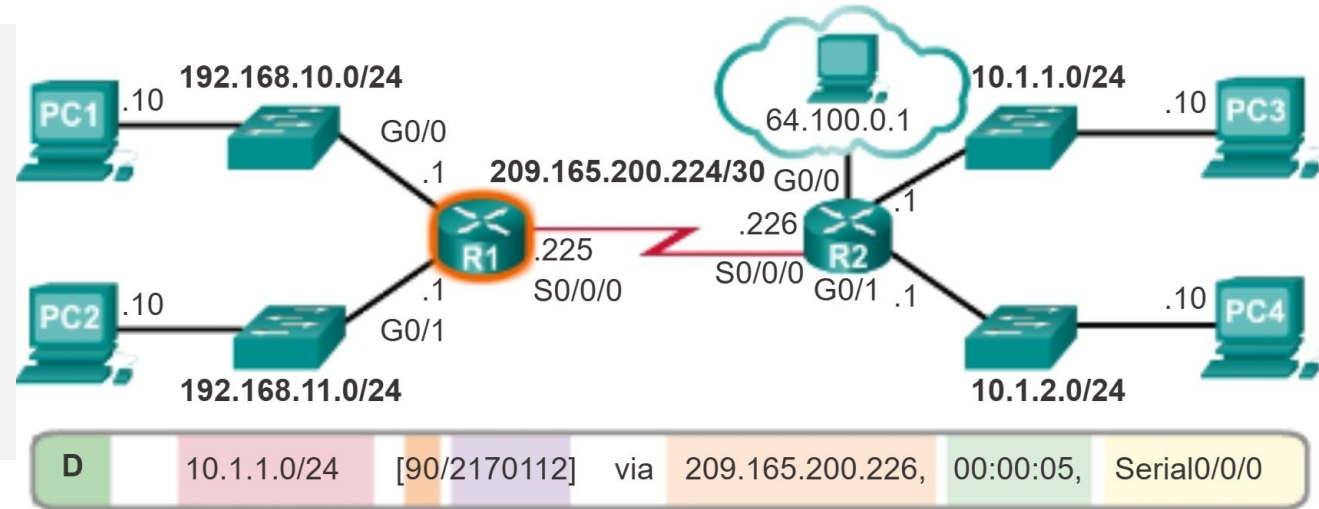 192.168.10.0/24
10.1.1.0/24
PC1
.10
G0/0
64.100.0.1
.10
PC3
.1
209.165.200.224/30
G0/0
.1
.226
R1
.225
R2
S0/0/0
S0/0/0
G0/1
.1
PC2
.10
.1
G0/1
.10
PC4
192.168.11.0/24
10.1.2.0/24
D 10.1.1.0/24 [90/2170112] via 209.165.200.226, 00:00:05, Serial0/0/0